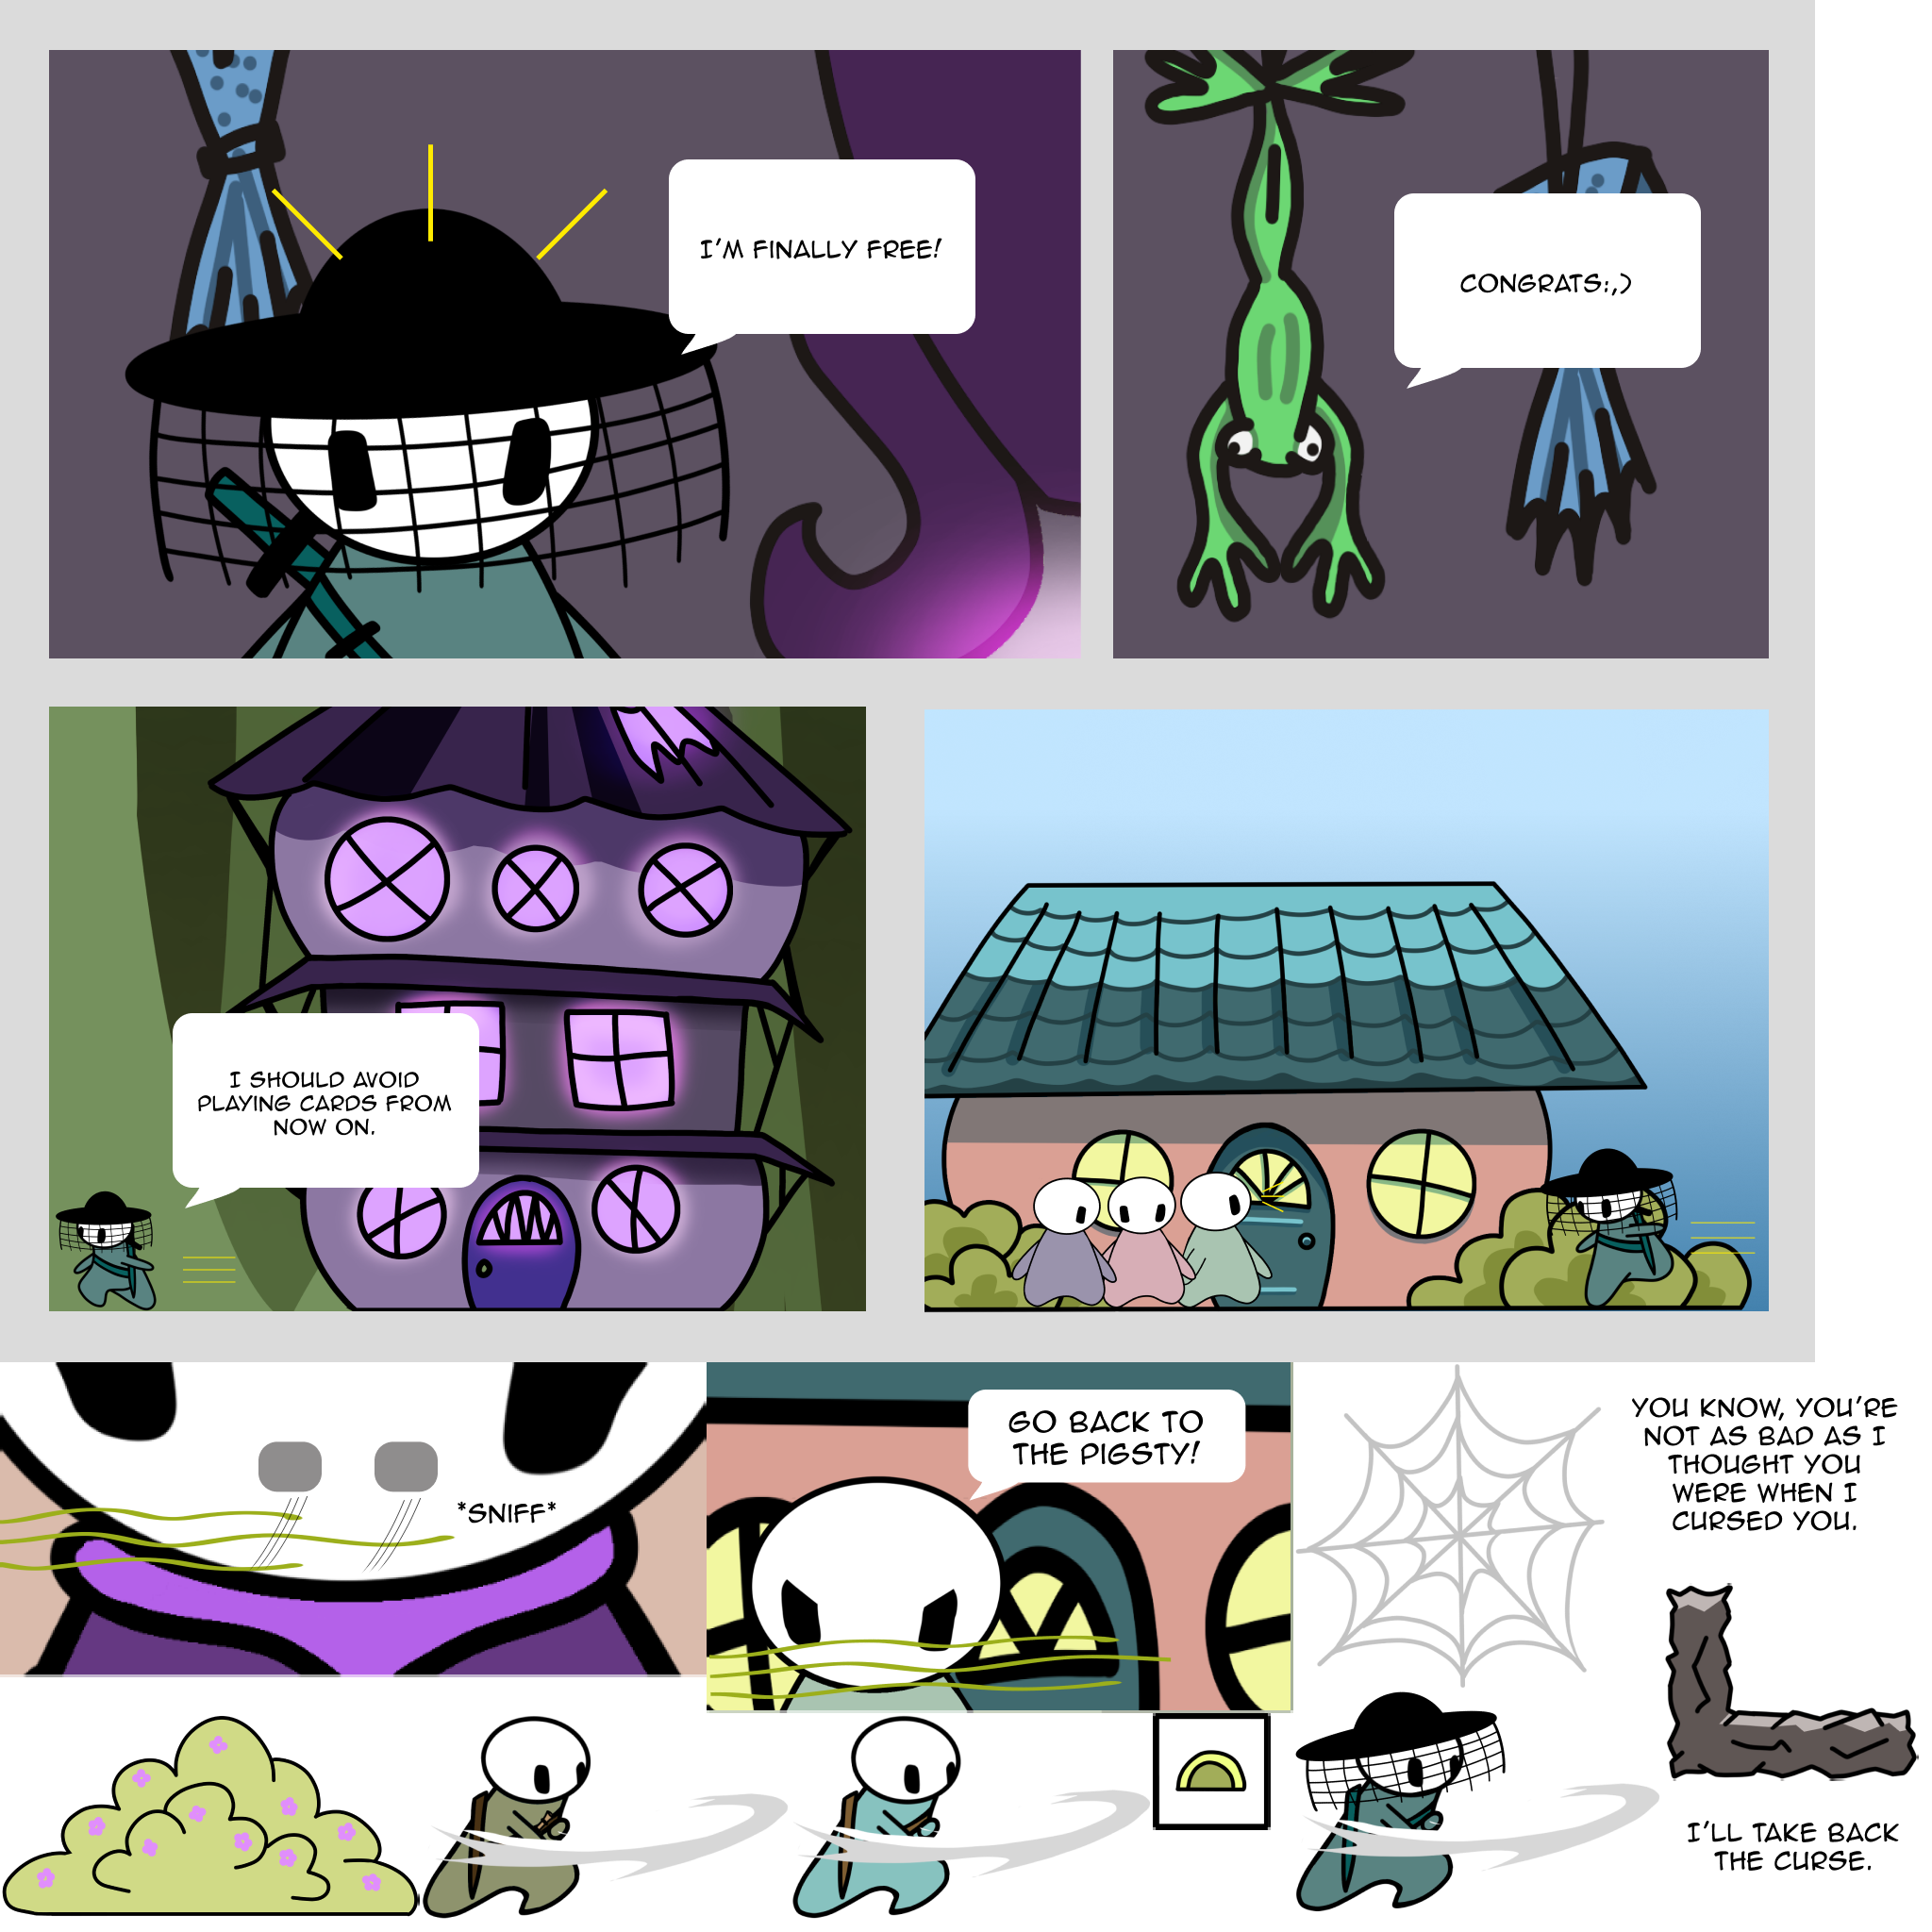 I'M FINALLY FREE!
CONGRATS:,)
I SHOULD AVOID
PLAYING CARDS FROM
NOW ON.
*SNIFF*
GO BACK TO
THE PIGSTY!
YOU KNOW, YOU'RE
NOT AS BAD AS I
THOUGHT YOU
WERE WHEN I
CURSED YOU.
I'LL TAKE BACK
THE CURSE.